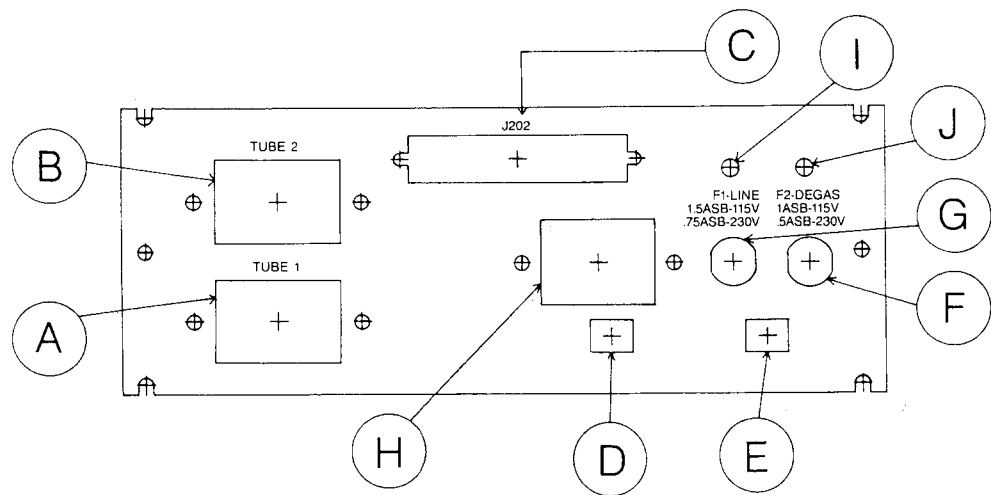 C
I
J202
J
B
TUBE 2
F1-LINE
1.5ASB-115V
.75ASB-230V
F2-DEGAS
1ASB-115V
.5ASB-230V
G
TUBE 1
A
F
H
D
E